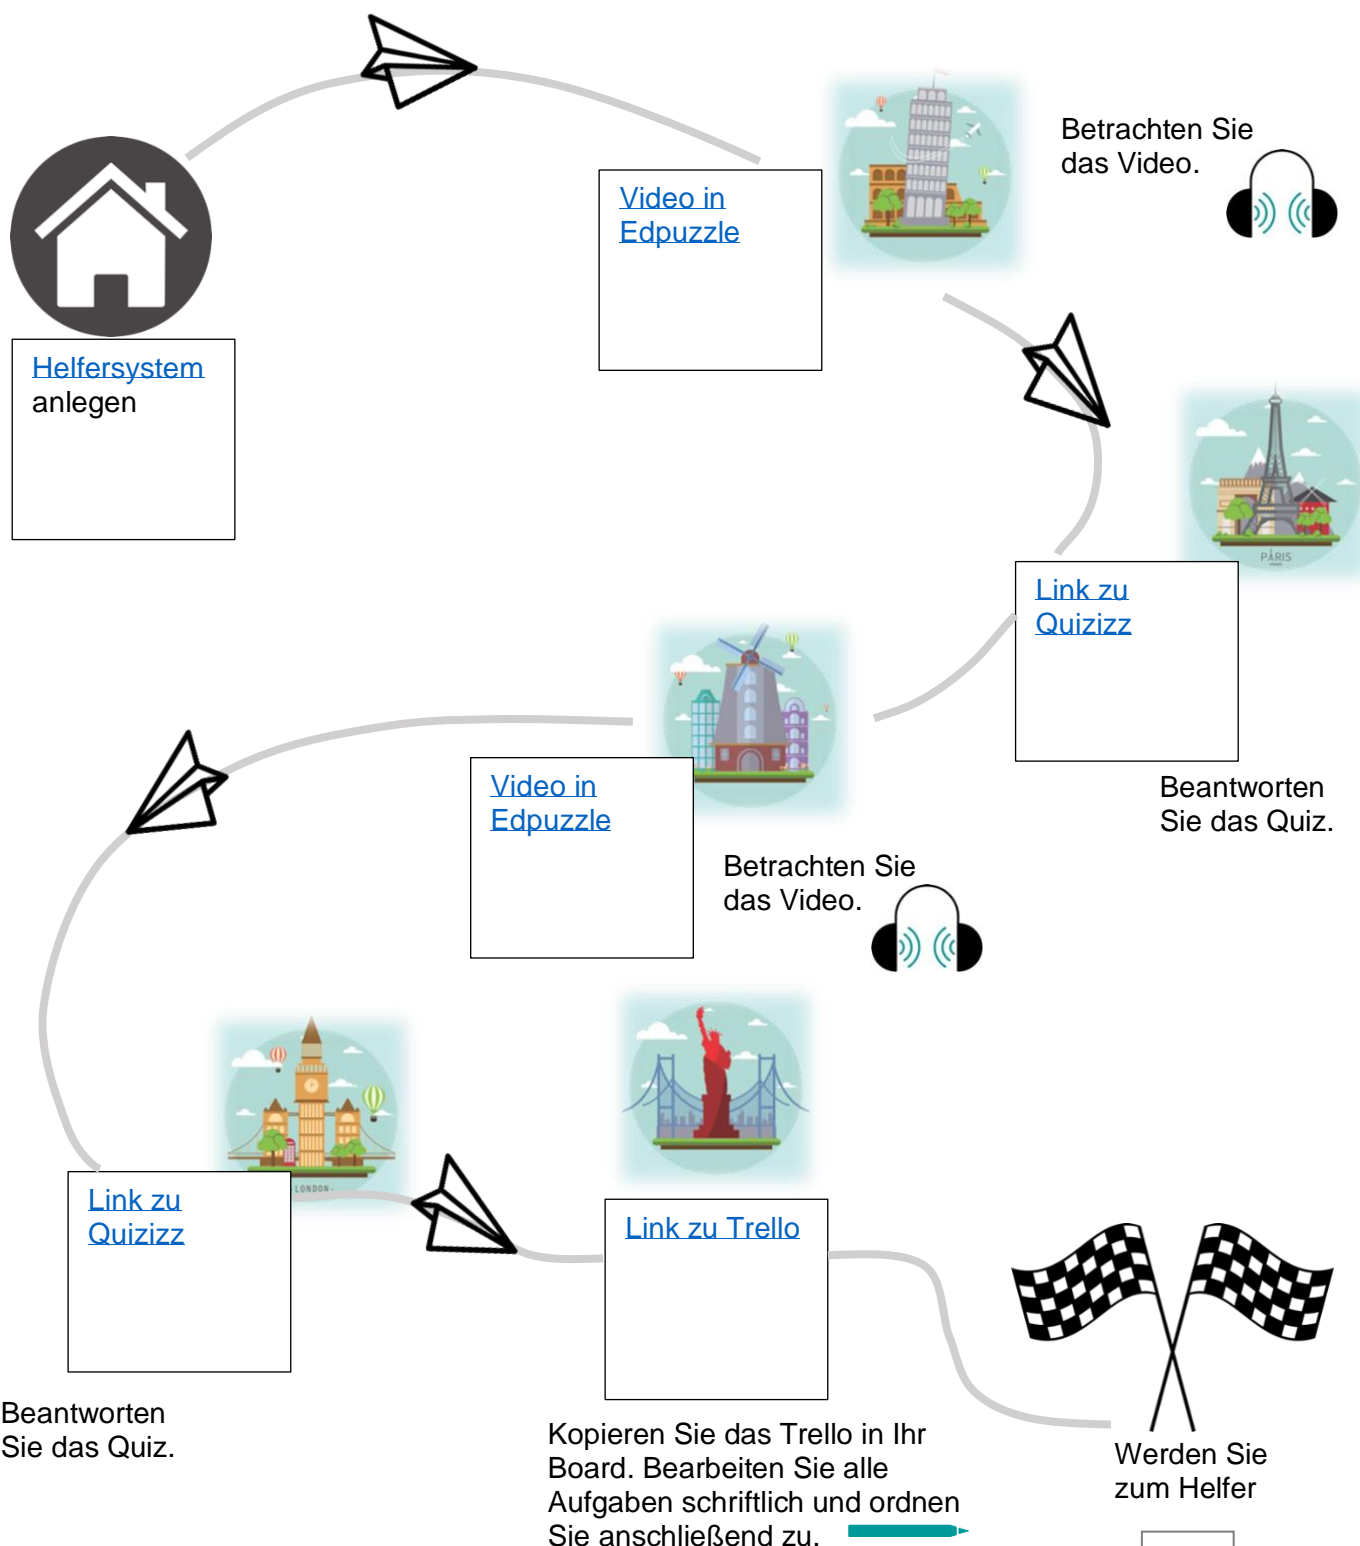 Betrachten Sie
das Video.
Video in
Edpuzzle
Helfersystem
anlegen
PARIS
Link zu
Quizizz
Beantworten
Sie das Quiz.
Video in
Edpuzzle
Betrachten Sie
das Video.
·LONDON·
Link zu
Quizizz
Beantworten
Sie das Quiz.
Link zu Trello
Kopieren Sie das Trello in Ihr
Board. Bearbeiten Sie alle
Aufgaben schriftlich und ordnen
Sie anschließend zu.
Werden Sie
zum Helfer